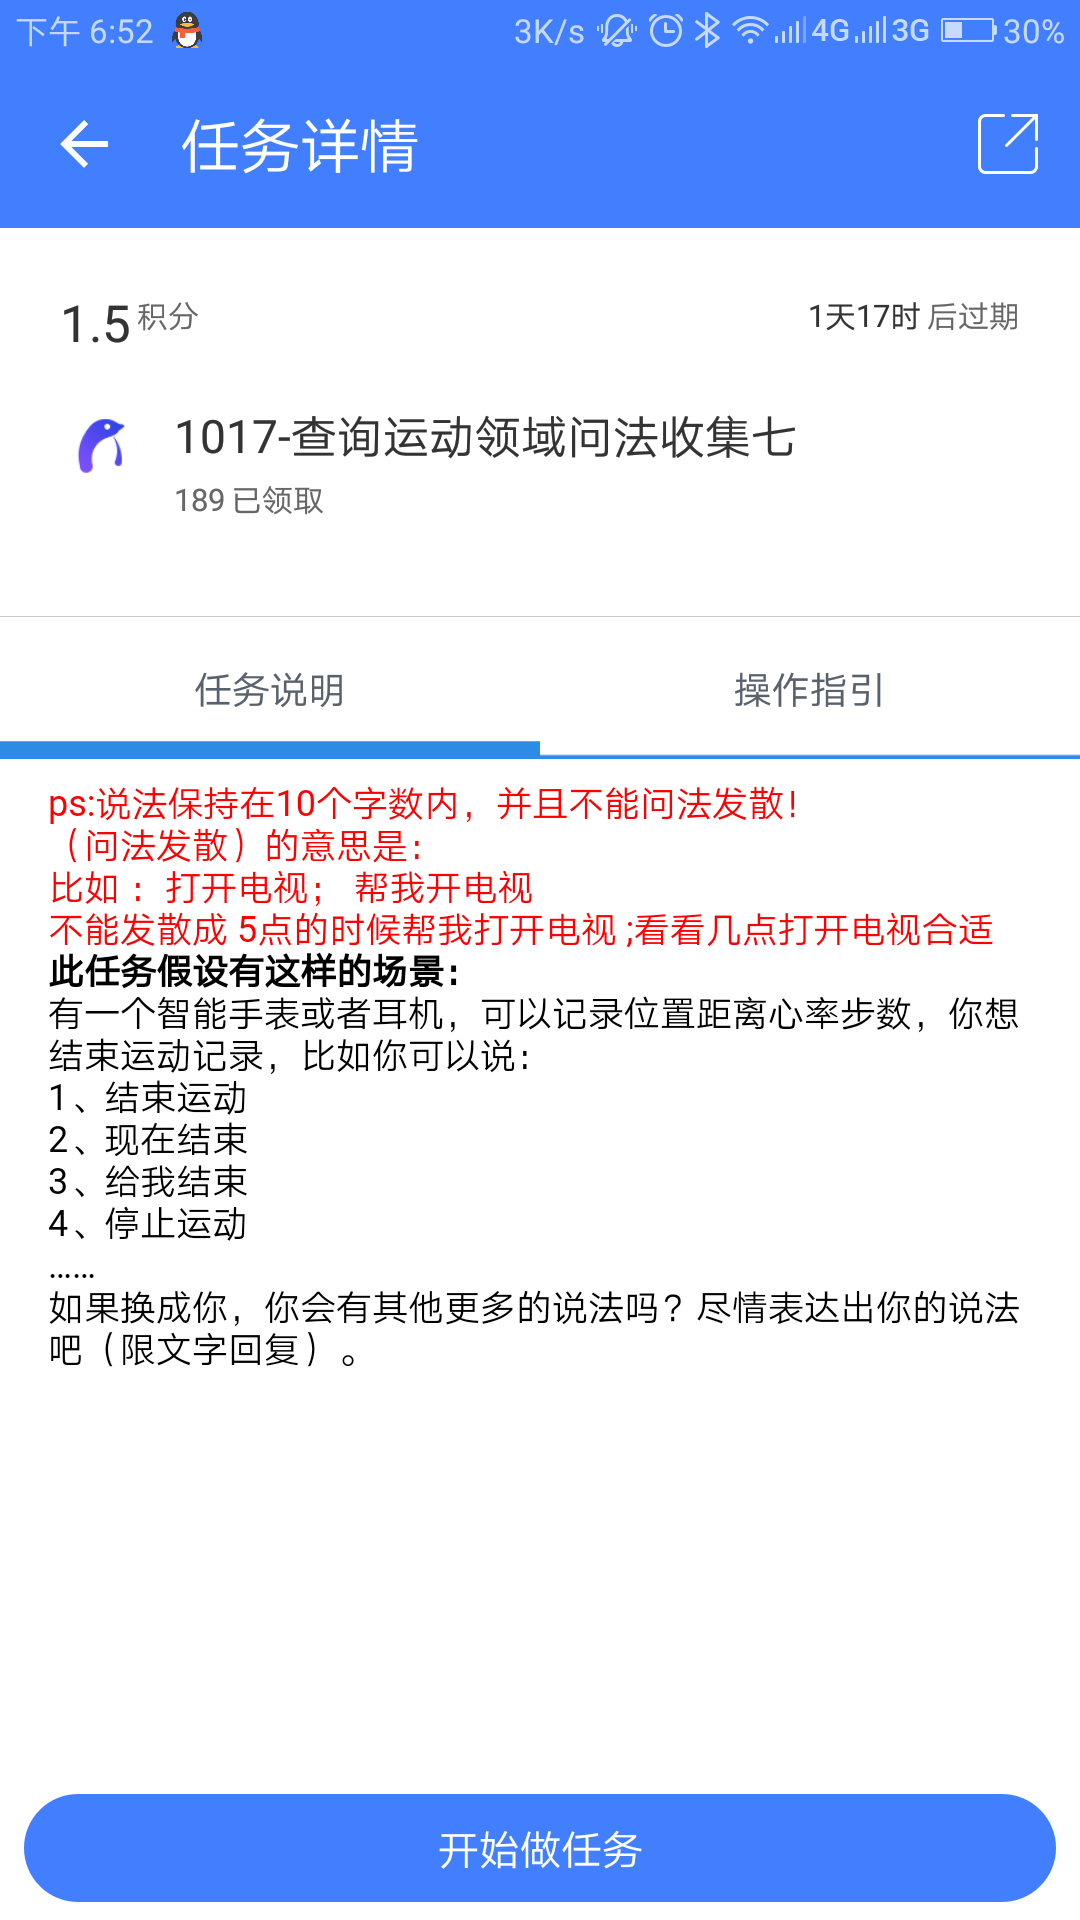 下午 6:52 3K/s 4G 3G 30%
任务详情
1.5 积分 1天17时 后过期
1017-查询运动领域问法收集七
189 已领取
任务说明 操作指引
ps:说法保持在10个字数内，并且不能问法发散！
（问法发散）的意思是：
比如 ：打开电视； 帮我开电视
不能发散成 5点的时候帮我打开电视 ;看看几点打开电视合适
此任务假设有这样的场景：
有一个智能手表或者耳机，可以记录位置距离心率步数，你想
结束运动记录，比如你可以说：
1、结束运动
2、现在结束
3、给我结束
4、停止运动
……
如果换成你，你会有其他更多的说法吗？尽情表达出你的说法
吧（限文字回复）。
开始做任务